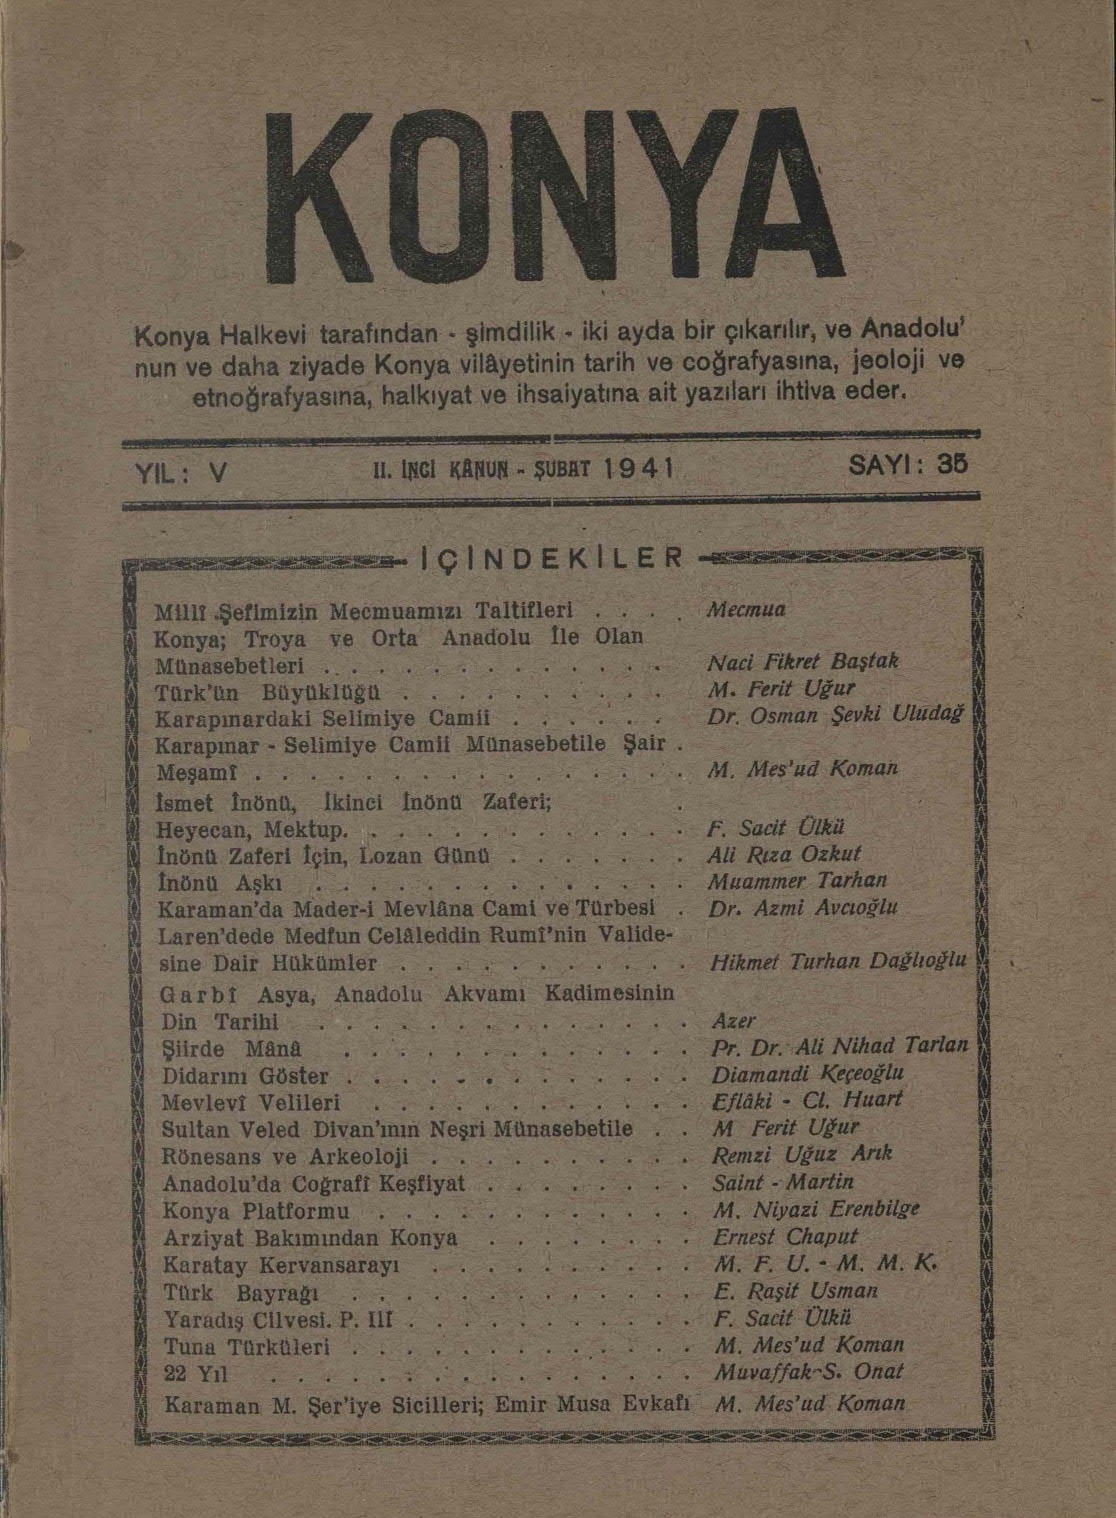 KONYA
Konya Halkevi tarafından - şimdilik - iki ayda bir çıkarılır, ve Anadolu'
nun ve daha ziyade Konya vilâyetinin tarih ve coğrafyasına, jeoloji ve
etnoğrafyasına, halkıyat ve ihsaiyatına ait yazıları ihtiva eder.
YIL: V II. İNCİ KÂNUN - ŞUBAT 1941 SAYI: 35
İÇİNDEKİLER
Millî Şefimizin Mecmuamızı Taltifleri . . . . Mecmua
Konya; Troya ve Orta Anadolu İle Olan
Münasebetleri . . . . . . . . . . . . . Naci Fikret Baştak
Türk'ün Büyüklüğü . . . . . . . . . . M. Ferit Uğur
Karapınardaki Selimiye Camii . . . . . . Dr. Osman Şevki Uludağ
Karapınar - Selimiye Camii Münasebetile Şair .
Meşamî . . . . . . . . . . . . . . . . M. Mes'ud Koman
İsmet İnönü, İkinci İnönü Zaferi;
Heyecan, Mektup. . . . . . . . . . . . . F. Sacit Ülkü
İnönü Zaferi İçin, Lozan Günü . . . . . . . Ali Rıza Ozkut
İnönü Aşkı . . . . . . . . . . . . . . Muammer Tarhan
Karaman'da Mader-i Mevlâna Cami ve Türbesi . Dr. Azmi Avcıoğlu
Laren'dede Medfun Celâleddin Rumî'nin Valide-
sine Dair Hükümler . . . . . . . . . . . Hikmet Turhan Dağlıoğlu
Garbî Asya, Anadolu Akvamı Kadimesinin
Din Tarihi . . . . . . . . . . . . . . Azer
Şiirde Mânâ . . . . . . . . . . . . . Pr. Dr. Ali Nihad Tarlan
Didarını Göster . . . . . . . . . . . . . Diamandi Keçeoğlu
Mevlevî Velileri . . . . . . . . . . . . Eflâki - Cl. Huart
Sultan Veled Divan'ının Neşri Münasebetile . . M Ferit Uğur
Rönesans ve Arkeoloji . . . . . . . . . . Remzi Uğuz Arık
Anadolu'da Coğrafî Keşfiyat . . . . . . . . Saint - Martin
Konya Platformu . . . . . . . . . . . . M. Niyazi Erenbilge
Arziyat Bakımından Konya . . . . . . . . Ernest Chaput
Karatay Kervansarayı . . . . . . . . . . M. F. U. - M. M. K.
Türk Bayrağı . . . . . . . . . . . . . E. Raşit Usman
Yaradış Cilvesi. P. III . . . . . . . . . . . F. Sacit Ülkü
Tuna Türküleri . . . . . . . . . . . . . M. Mes'ud Koman
22 Yıl . . . . . . . . . . . . . . . . Muvaffak S. Onat
Karaman M. Şer'iye Sicilleri; Emir Musa Evkafı M. Mes'ud Koman